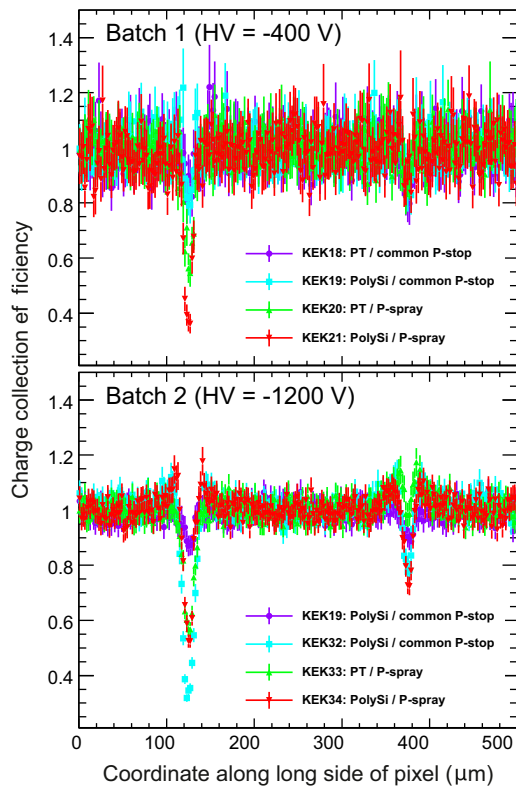 Batch 1 (HV = -400 V)
1.4
1.2
1
0.8
0.6
0.4
KEK18: PT / common P-stop
KEK19: PolySi / common P-stop
KEK20: PT / P-spray
KEK21: PolySi / P-spray
Charge collection of ficiency
Batch 2 (HV = -1200 V)
1.4
1.2
1
0.8
0.6
0.4
KEK19: PolySi / common P-stop
KEK32: PolySi / common P-stop
KEK33: PT / P-spray
KEK34: PolySi / P-spray
0 100 200 300 400 500
Coordinate along long side of pixel (μm)